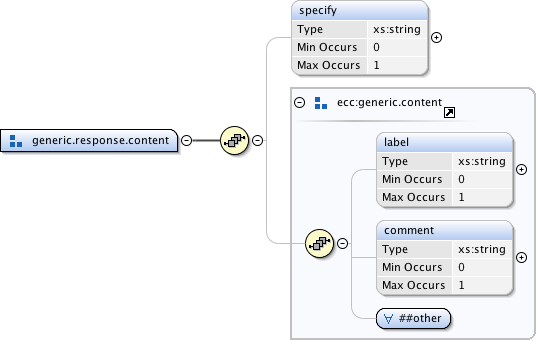 specify
Type xs:string
Min Occurs 0
Max Occurs 1
generic.response.content
ecc:generic.content
label
Type xs:string
Min Occurs 0
Max Occurs 1
comment
Type xs:string
Min Occurs 0
Max Occurs 1
∀ ##other